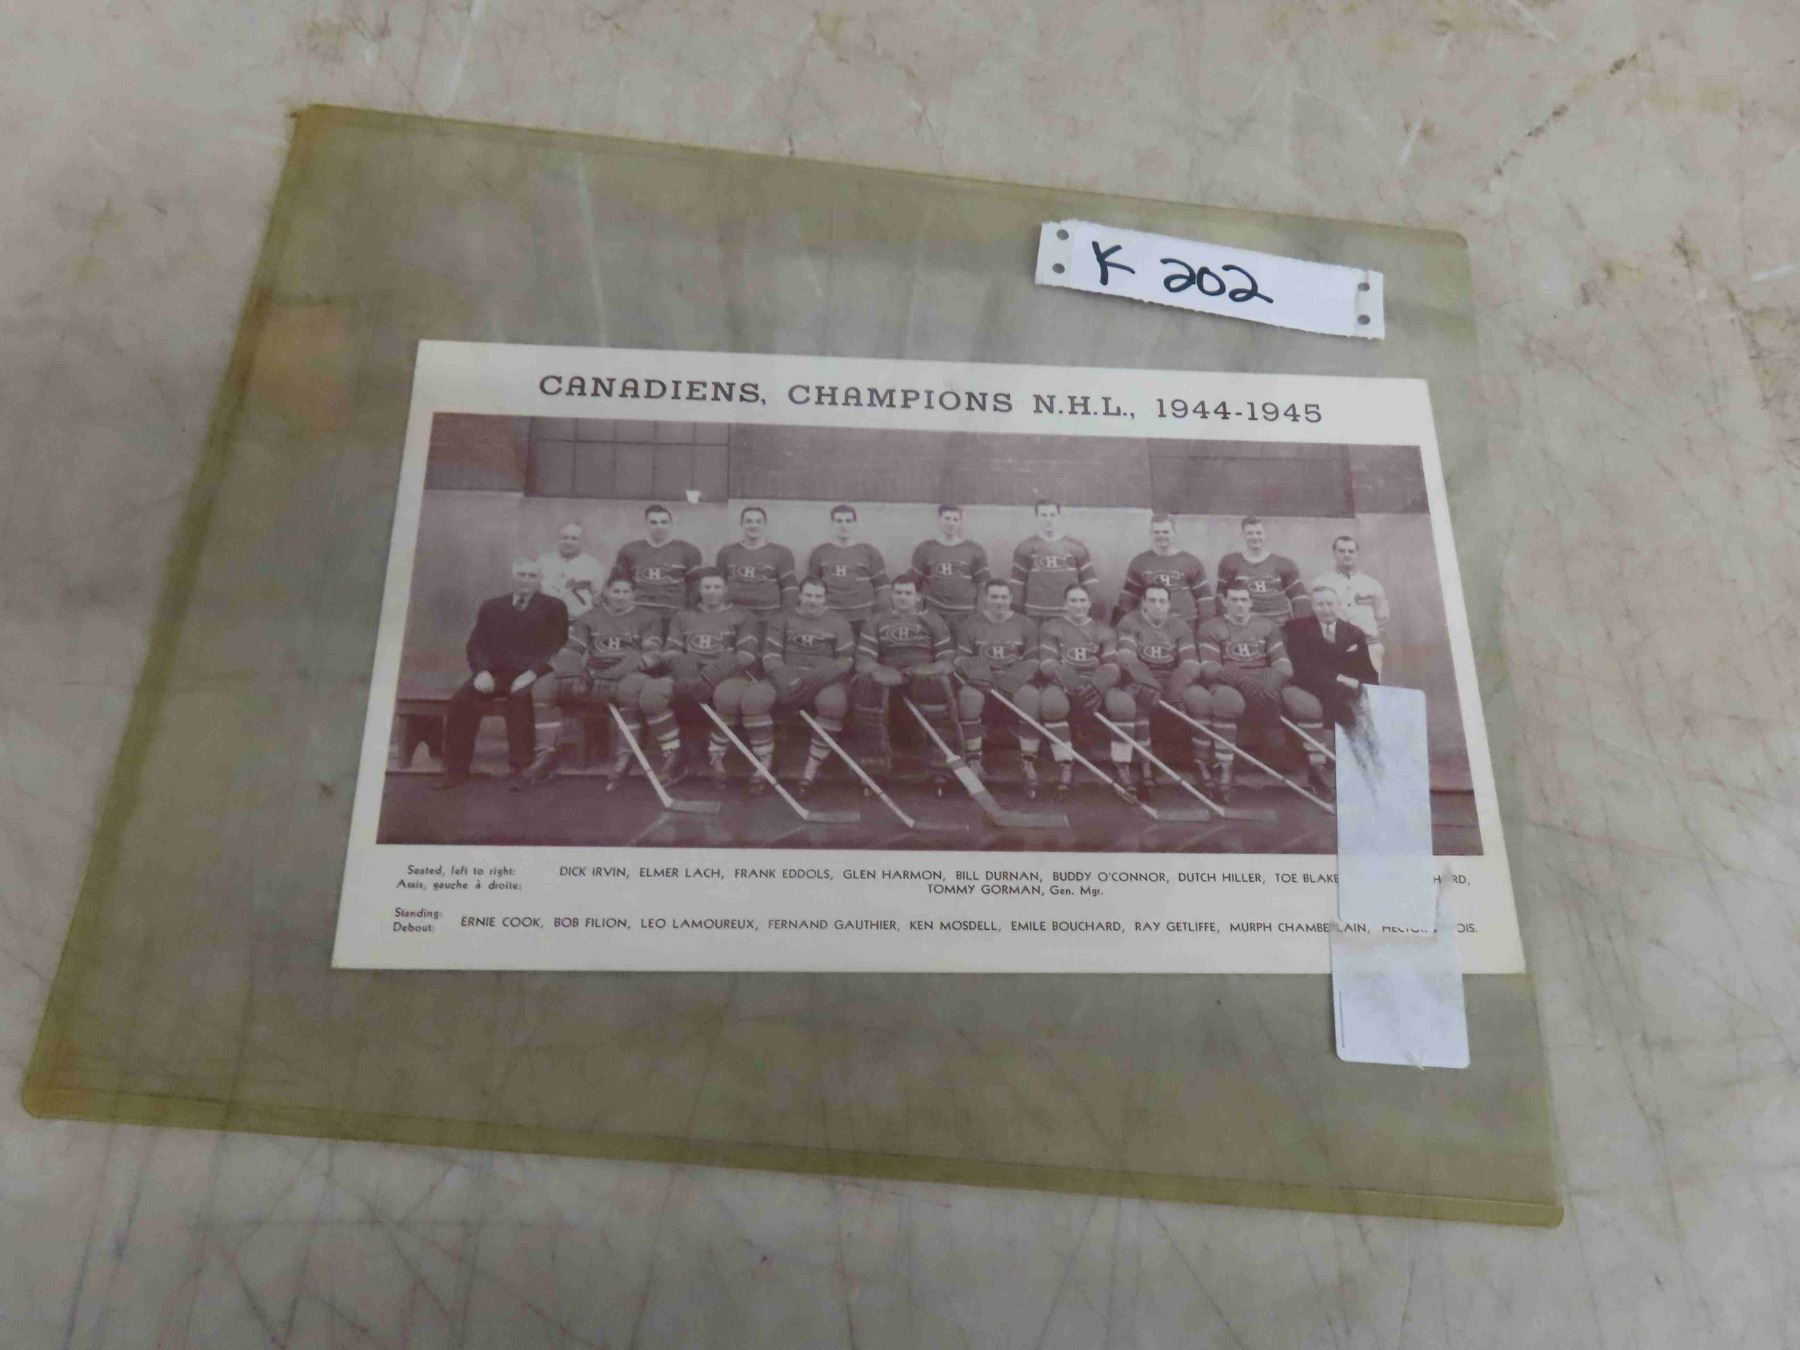 K 202
CANADIENS, CHAMPIONS N.H.L., 1944-1945
Seated, left to right: DICK IRVIN, ELMER LACH, FRANK EDDOLS, GLEN HARMON, BILL DURNAN, BUDDY O'CONNOR, DUTCH HILLER, TOE BLAKE
Assis, gauche à droite: TOMMY GORMAN, Gen. Mgr.
Standing: ERNIE COOK, BOB FILION, LEO LAMOUREUX, FERNAND GAUTHIER, KEN MOSDELL, EMILE BOUCHARD, RAY GETLIFFE, MURPH CHAMBERLAIN,
Debout: